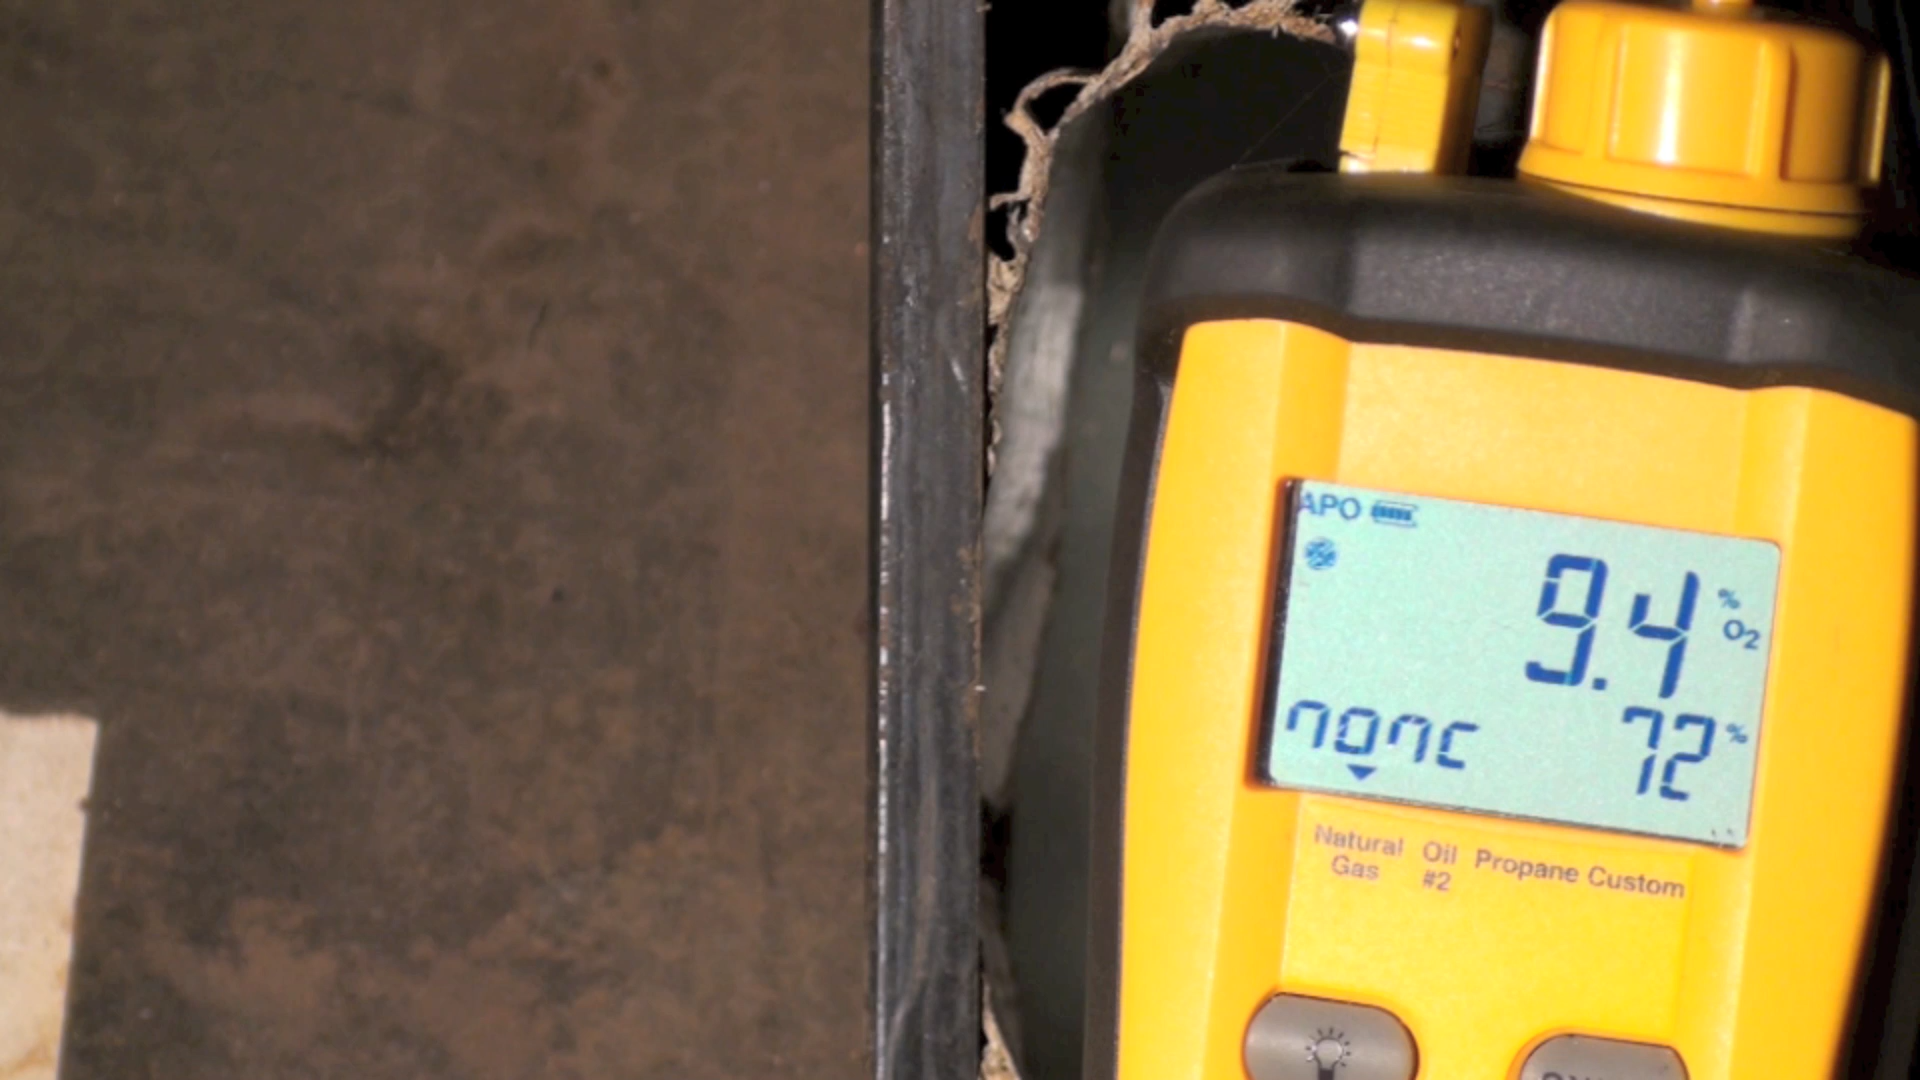 APO
9.4 % O2
nonc 72 %
Natural Gas Oil #2 Propane Custom